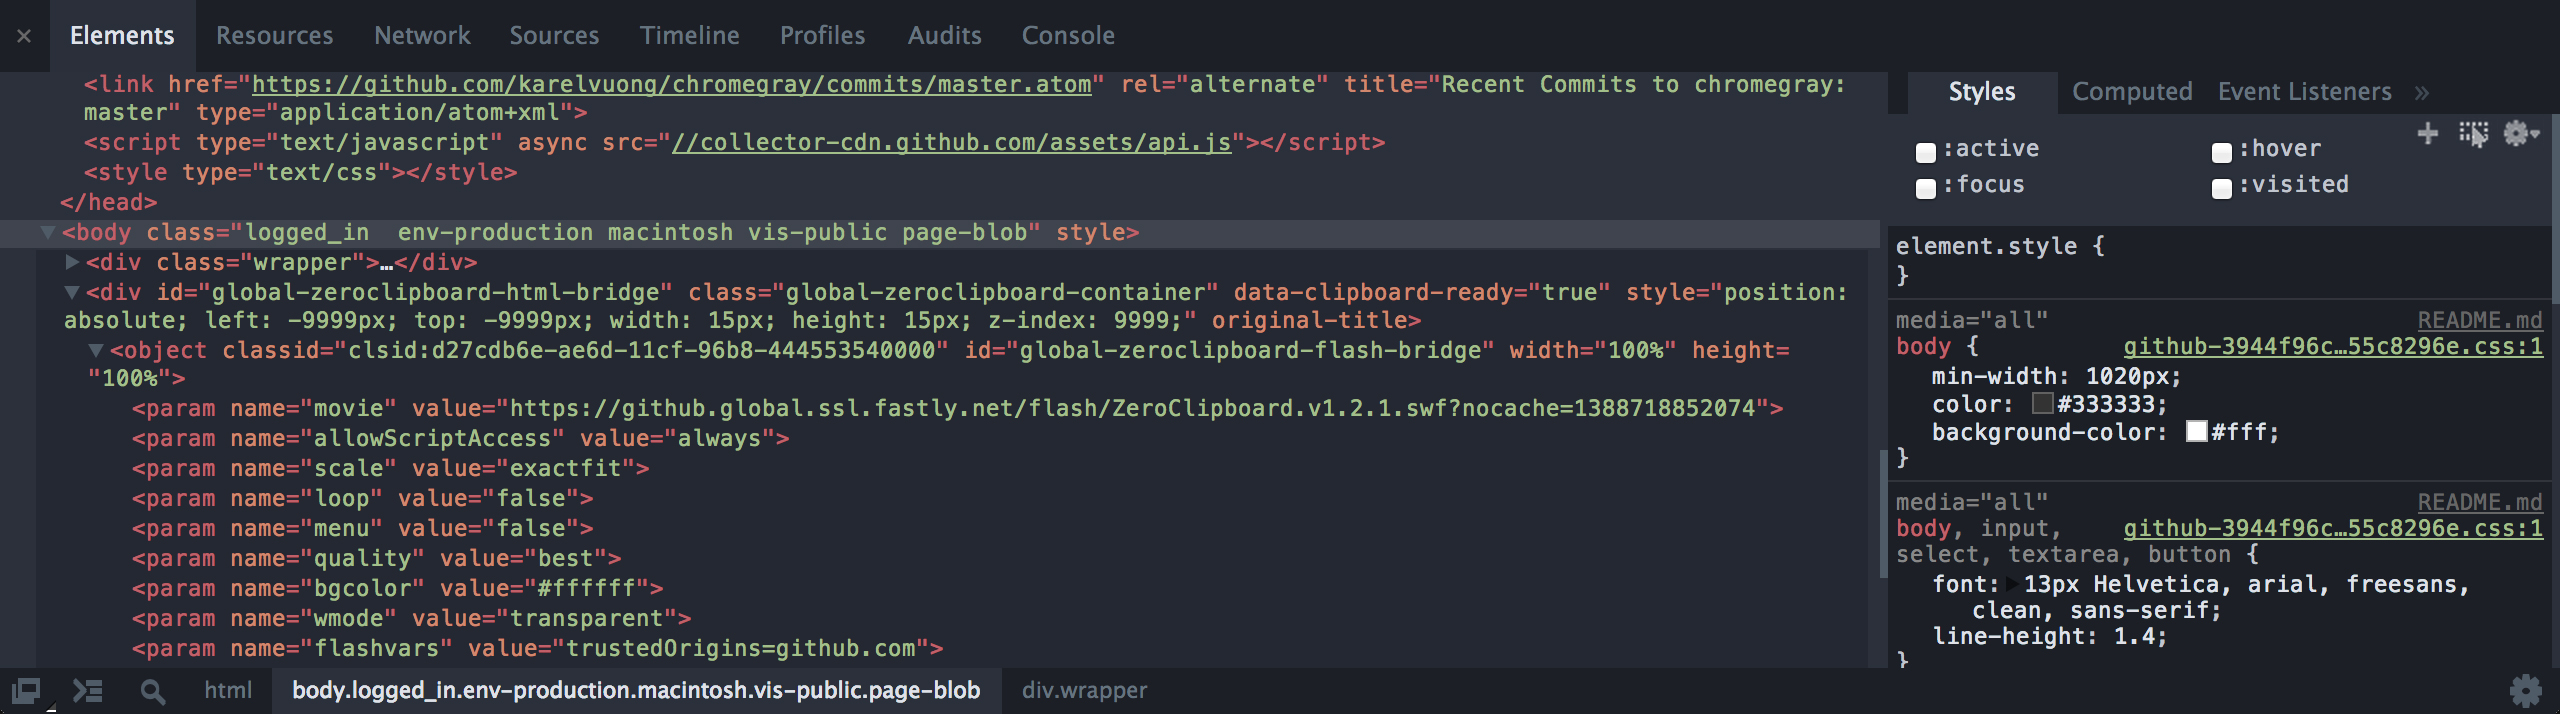 × Elements Resources Network Sources Timeline Profiles Audits Console
<link href="https://github.com/karelvuong/chromegray/commits/master.atom" rel="alternate" title="Recent Commits to chromegray:
master" type="application/atom+xml">
<script type="text/javascript" async src="//collector-cdn.github.com/assets/api.js"></script>
<style type="text/css"></style>
</head>
▼<body class="logged_in  env-production macintosh vis-public page-blob" style>
▶<div class="wrapper">…</div>
▼<div id="global-zeroclipboard-html-bridge" class="global-zeroclipboard-container" data-clipboard-ready="true" style="position:
absolute; left: -9999px; top: -9999px; width: 15px; height: 15px; z-index: 9999;" original-title>
▼<object classid="clsid:d27cdb6e-ae6d-11cf-96b8-444553540000" id="global-zeroclipboard-flash-bridge" width="100%" height=
"100%">
<param name="movie" value="https://github.global.ssl.fastly.net/flash/ZeroClipboard.v1.2.1.swf?nocache=1388718852074">
<param name="allowScriptAccess" value="always">
<param name="scale" value="exactfit">
<param name="loop" value="false">
<param name="menu" value="false">
<param name="quality" value="best">
<param name="bgcolor" value="#ffffff">
<param name="wmode" value="transparent">
<param name="flashvars" value="trustedOrigins=github.com">
Styles Computed Event Listeners »
:active :hover
:focus :visited
element.style {
}
media="all" README.md
body { github-3944f96c…55c8296e.css:1
min-width: 1020px;
color: #333333;
background-color: #fff;
}
media="all" README.md
body, input, github-3944f96c…55c8296e.css:1
select, textarea, button {
font: ▶13px Helvetica, arial, freesans,
clean, sans-serif;
line-height: 1.4;
}
html body.logged_in.env-production.macintosh.vis-public.page-blob div.wrapper